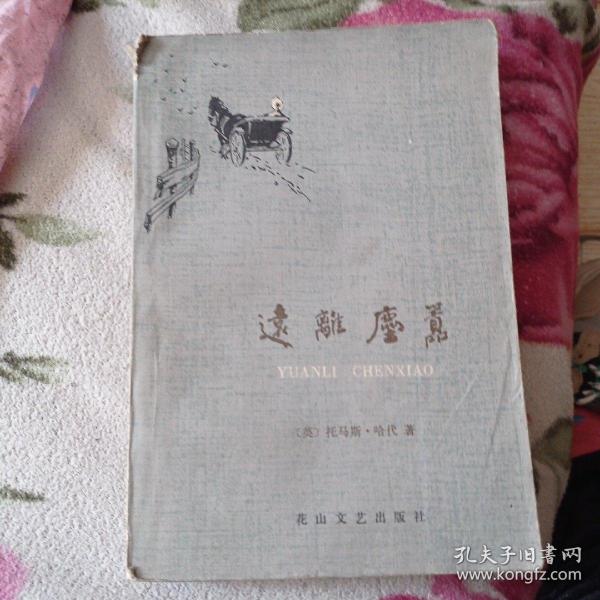 遠離塵囂
YUANLI CHENXIAO
〔英〕托马斯·哈代 著
花山文艺出版社
孔夫子旧書网
www.kongfz.com